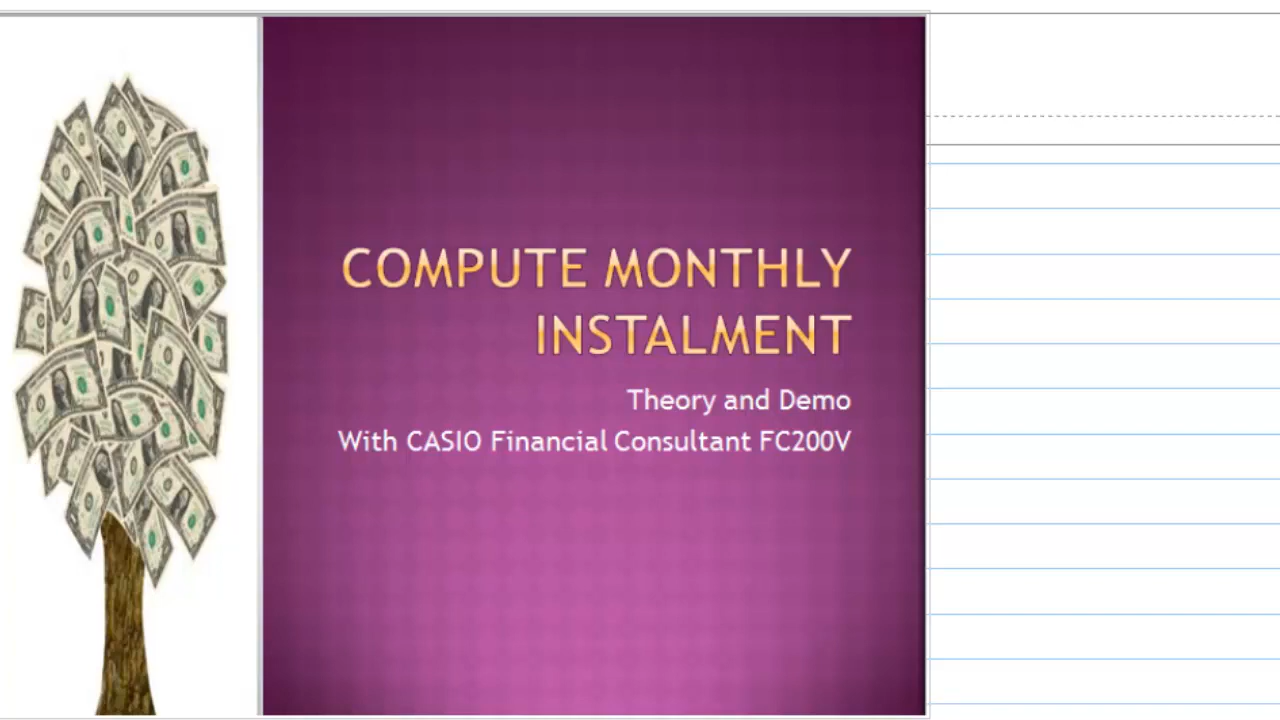 COMPUTE MONTHLY
INSTALMENT
Theory and Demo
With CASIO Financial Consultant FC200V